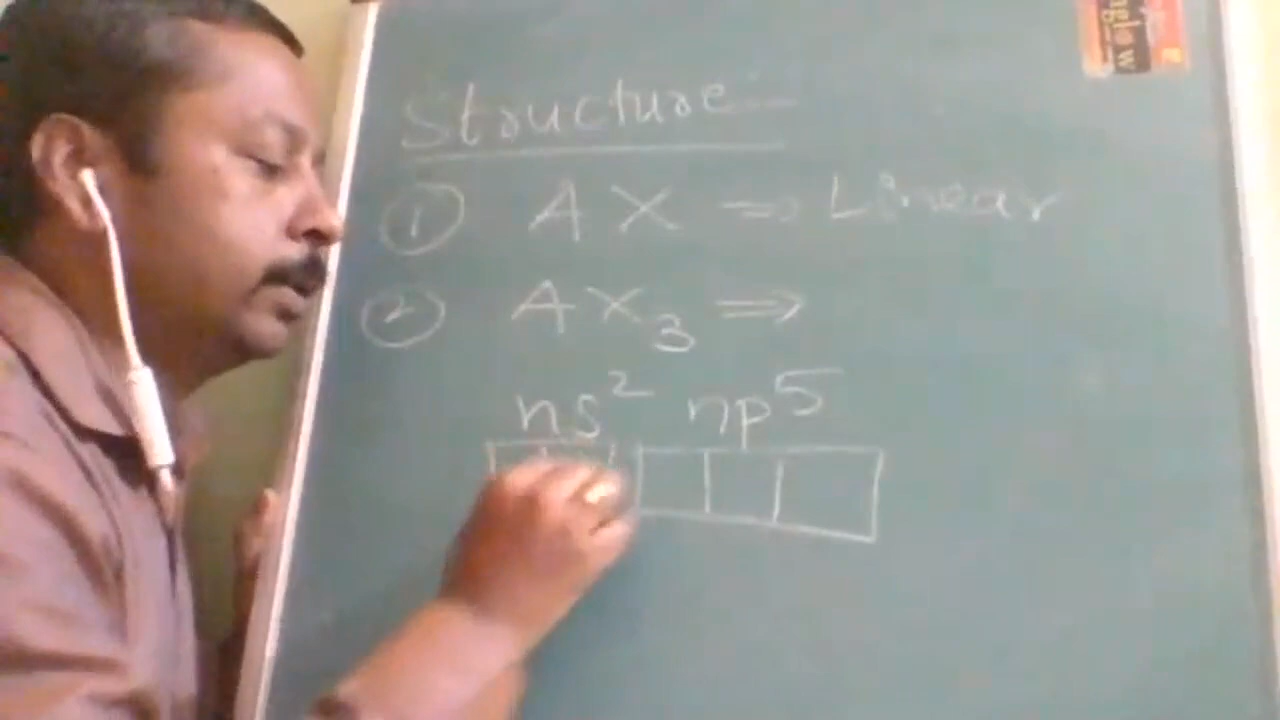 Structure
① AX ⇒ Linear
② AX₃ ⇒
ns² np⁵